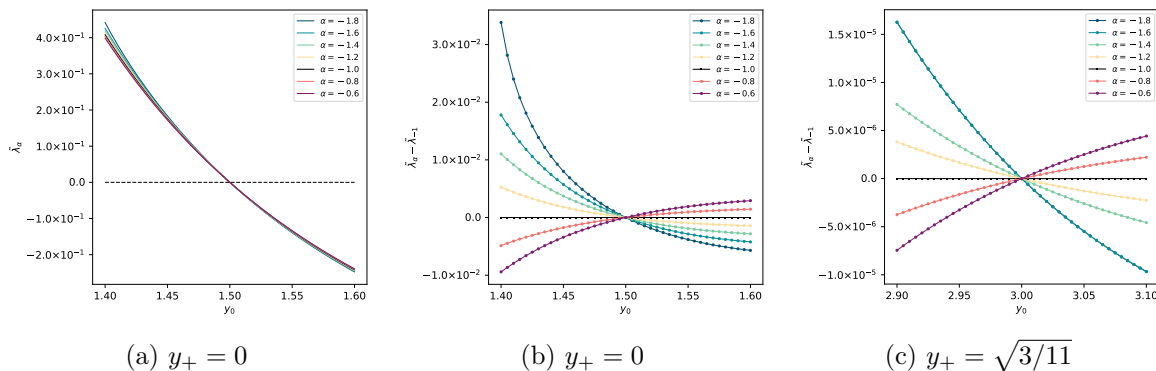 4.0×10⁻¹
3.0×10⁻¹
2.0×10⁻¹
1.0×10⁻¹
0.0
−1.0×10⁻¹
−2.0×10⁻¹
λ̃_α
1.40 1.45 1.50 1.55 1.60
y₀
α = −1.8
α = −1.6
α = −1.4
α = −1.2
α = −1.0
α = −0.8
α = −0.6
(a) y₊ = 0
3.0×10⁻²
2.0×10⁻²
1.0×10⁻²
0.0
−1.0×10⁻²
λ̃_α − λ̃_{−1}
1.40 1.45 1.50 1.55 1.60
y₀
α = −1.8
α = −1.6
α = −1.4
α = −1.2
α = −1.0
α = −0.8
α = −0.6
(b) y₊ = 0
1.5×10⁻⁵
1.0×10⁻⁵
5.0×10⁻⁶
0.0
−5.0×10⁻⁶
−1.0×10⁻⁵
λ̃_α − λ̃_{−1}
2.90 2.95 3.00 3.05 3.10
y₀
α = −1.8
α = −1.6
α = −1.4
α = −1.2
α = −1.0
α = −0.8
α = −0.6
(c) y₊ = √3/11